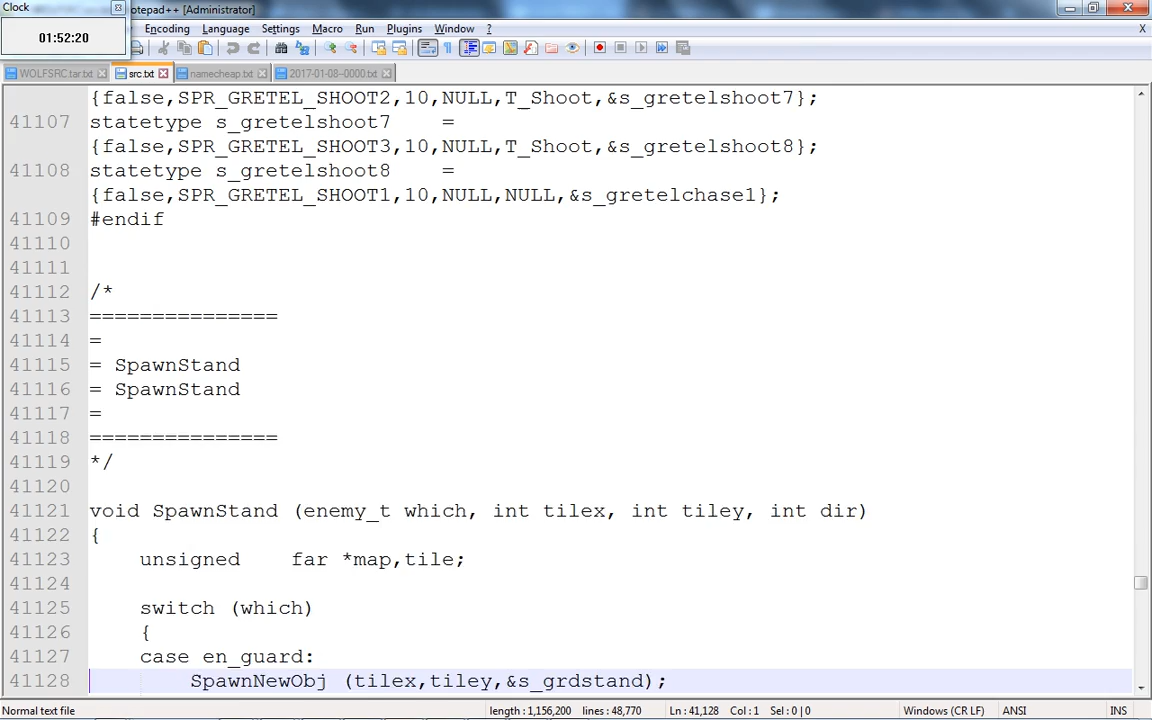 Clock
otepad++ [Administrator]
01:52:20
Encoding Language Settings Macro Run Plugins Window ? X
WOLFSRC.tar.txt src.txt namecheap.txt 2017-01-08--0000.txt
{false,SPR_GRETEL_SHOOT2,10,NULL,T_Shoot,&s_gretelshoot7};
41107 statetype s_gretelshoot7 =
{false,SPR_GRETEL_SHOOT3,10,NULL,T_Shoot,&s_gretelshoot8};
41108 statetype s_gretelshoot8 =
{false,SPR_GRETEL_SHOOT1,10,NULL,NULL,&s_gretelchase1};
41109 #endif
41110
41111
41112 /*
41113 ===============
41114 =
41115 = SpawnStand
41116 = SpawnStand
41117 =
41118 ===============
41119 */
41120
41121 void SpawnStand (enemy_t which, int tilex, int tiley, int dir)
41122 {
41123 unsigned far *map,tile;
41124
41125 switch (which)
41126 {
41127 case en_guard:
41128 SpawnNewObj (tilex,tiley,&s_grdstand);
Normal text file length : 1,156,200 lines : 48,770 Ln : 41,128 Col : 1 Sel : 0 | 0 Windows (CR LF) ANSI INS